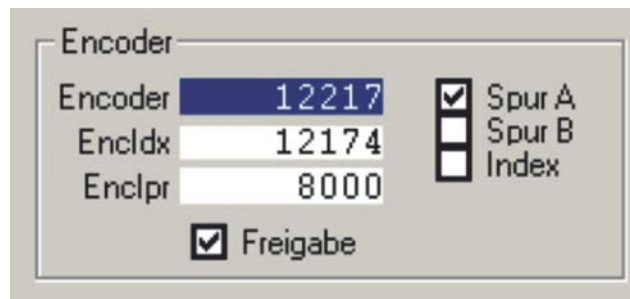 Encoder
Encoder 12217 Spur A
EncIdx 12174 Spur B
EncIpr 8000 Index
Freigabe